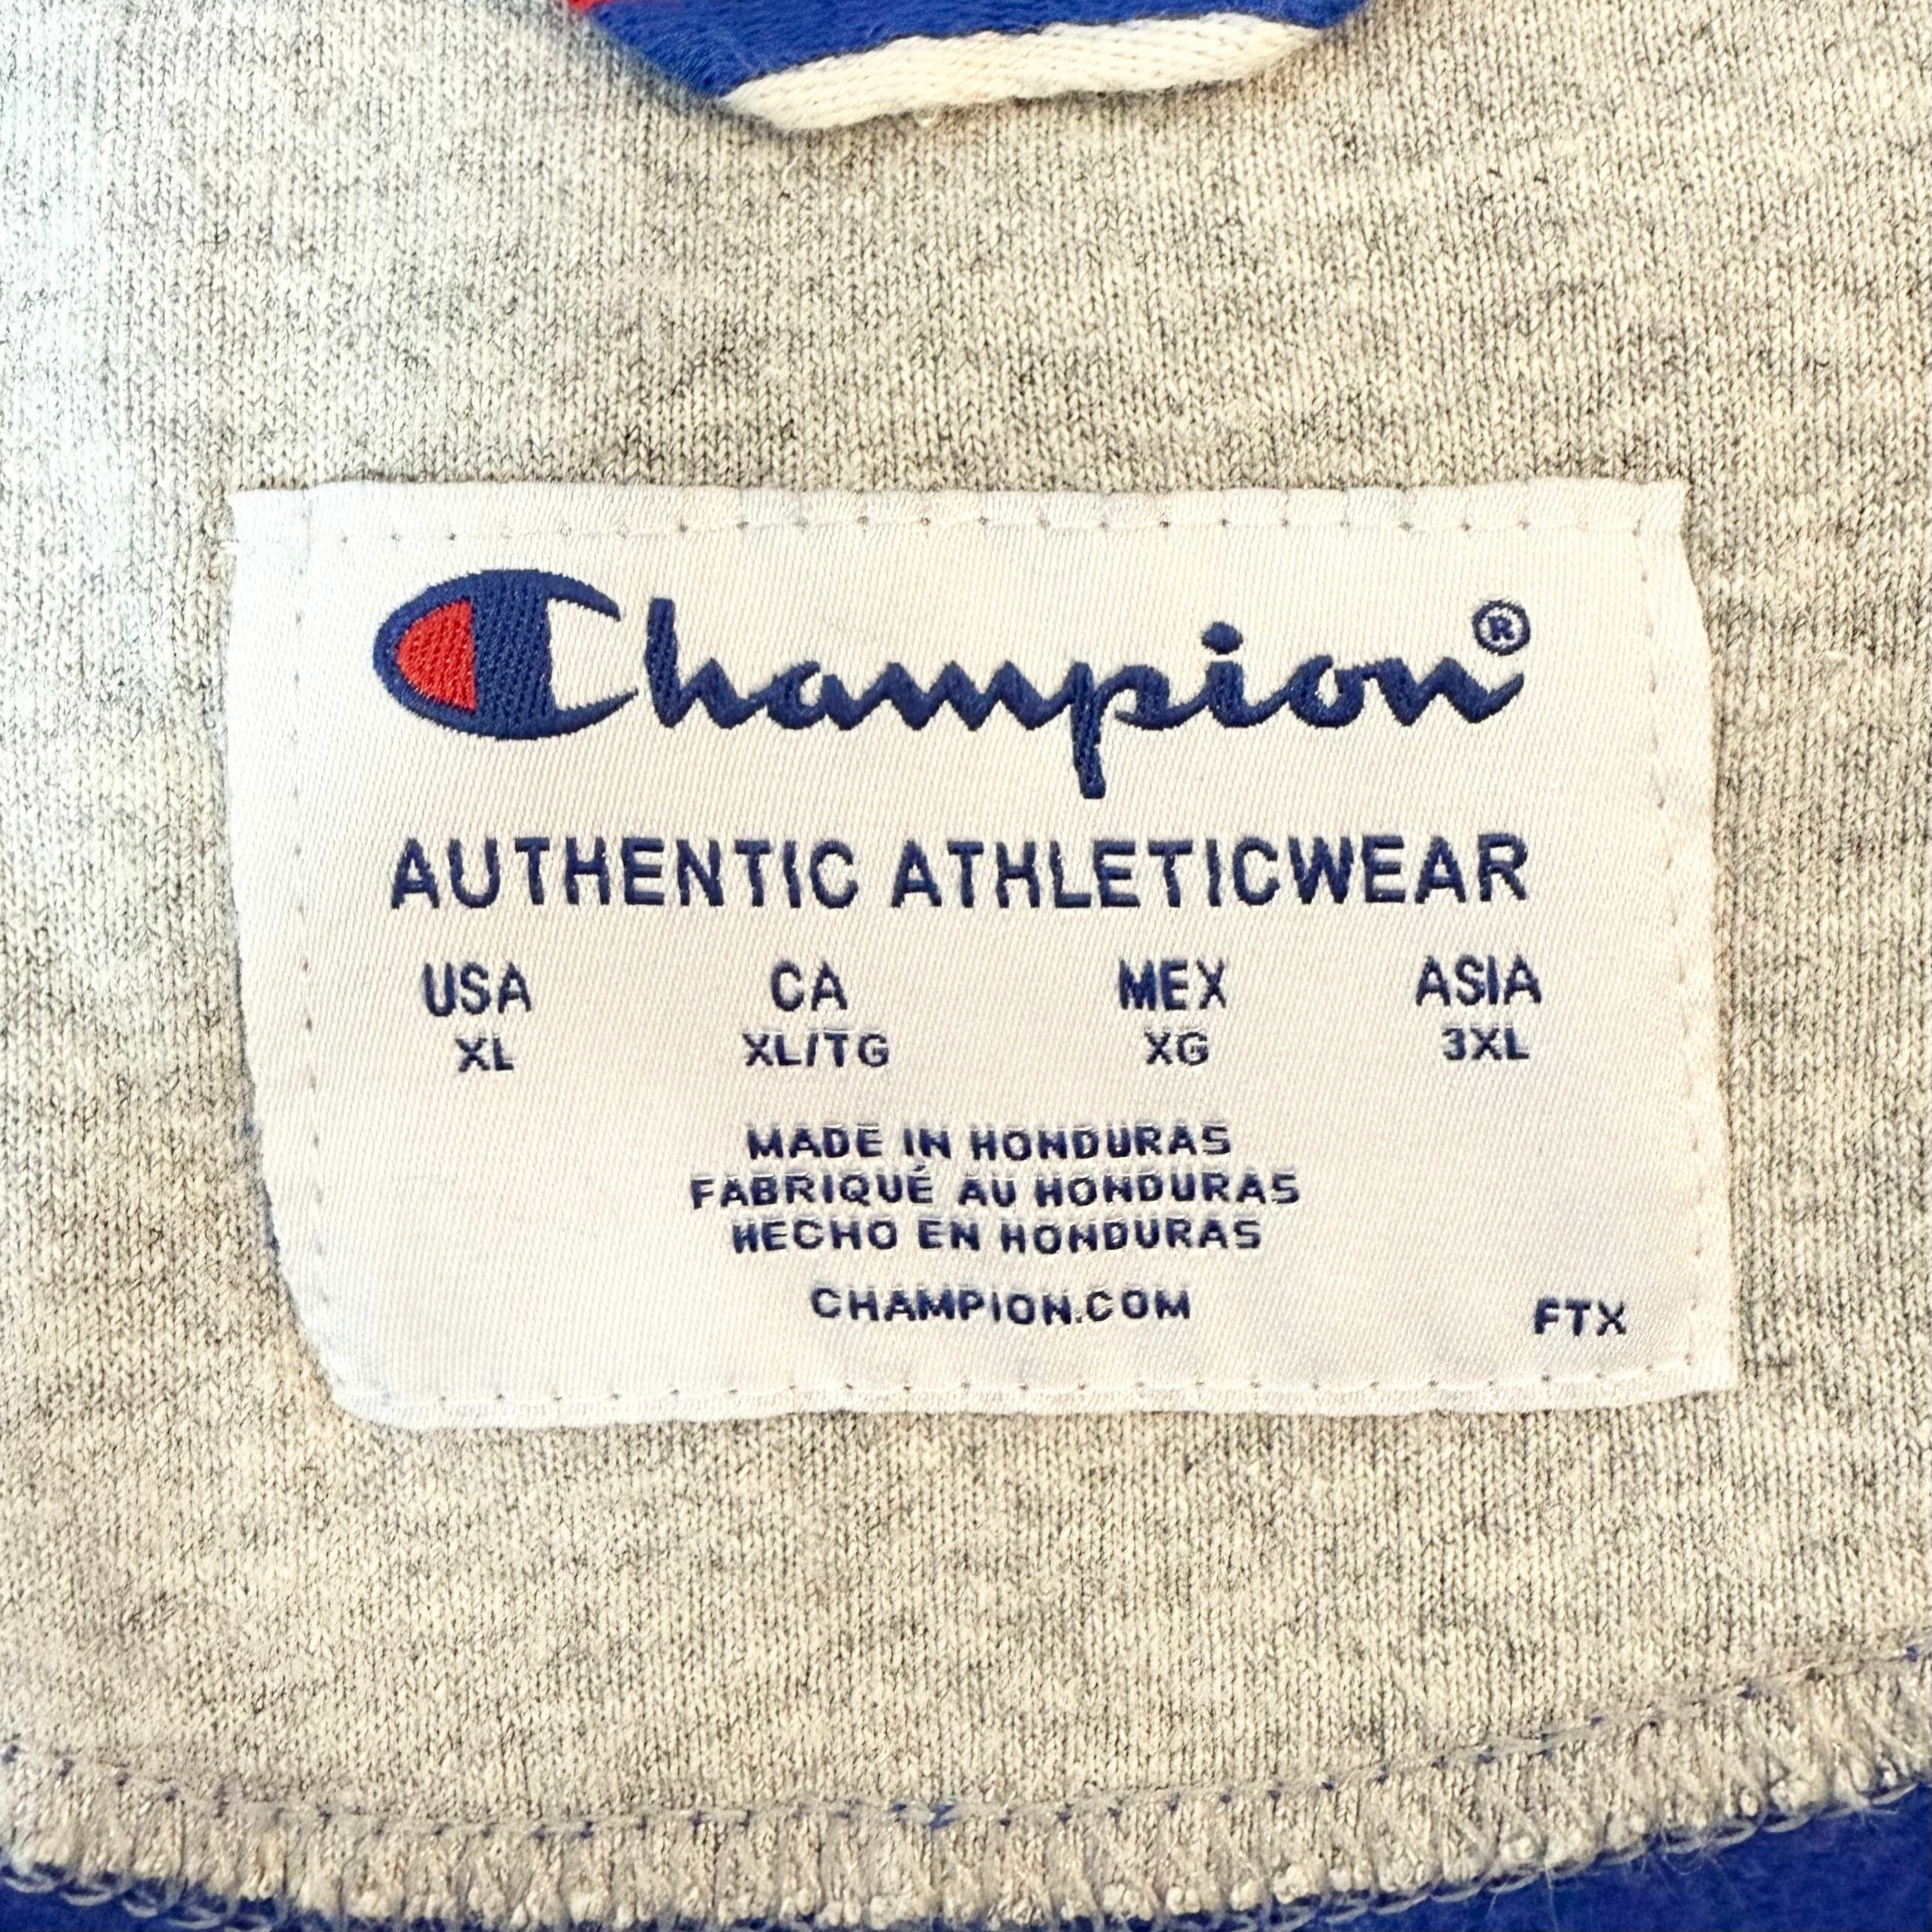 Champion®
AUTHENTIC ATHLETICWEAR
USA CA MEX ASIA
XL XL/TG XG 3XL
MADE IN HONDURAS
FABRIQUÉ AU HONDURAS
HECHO EN HONDURAS
CHAMPION.COM
FTX